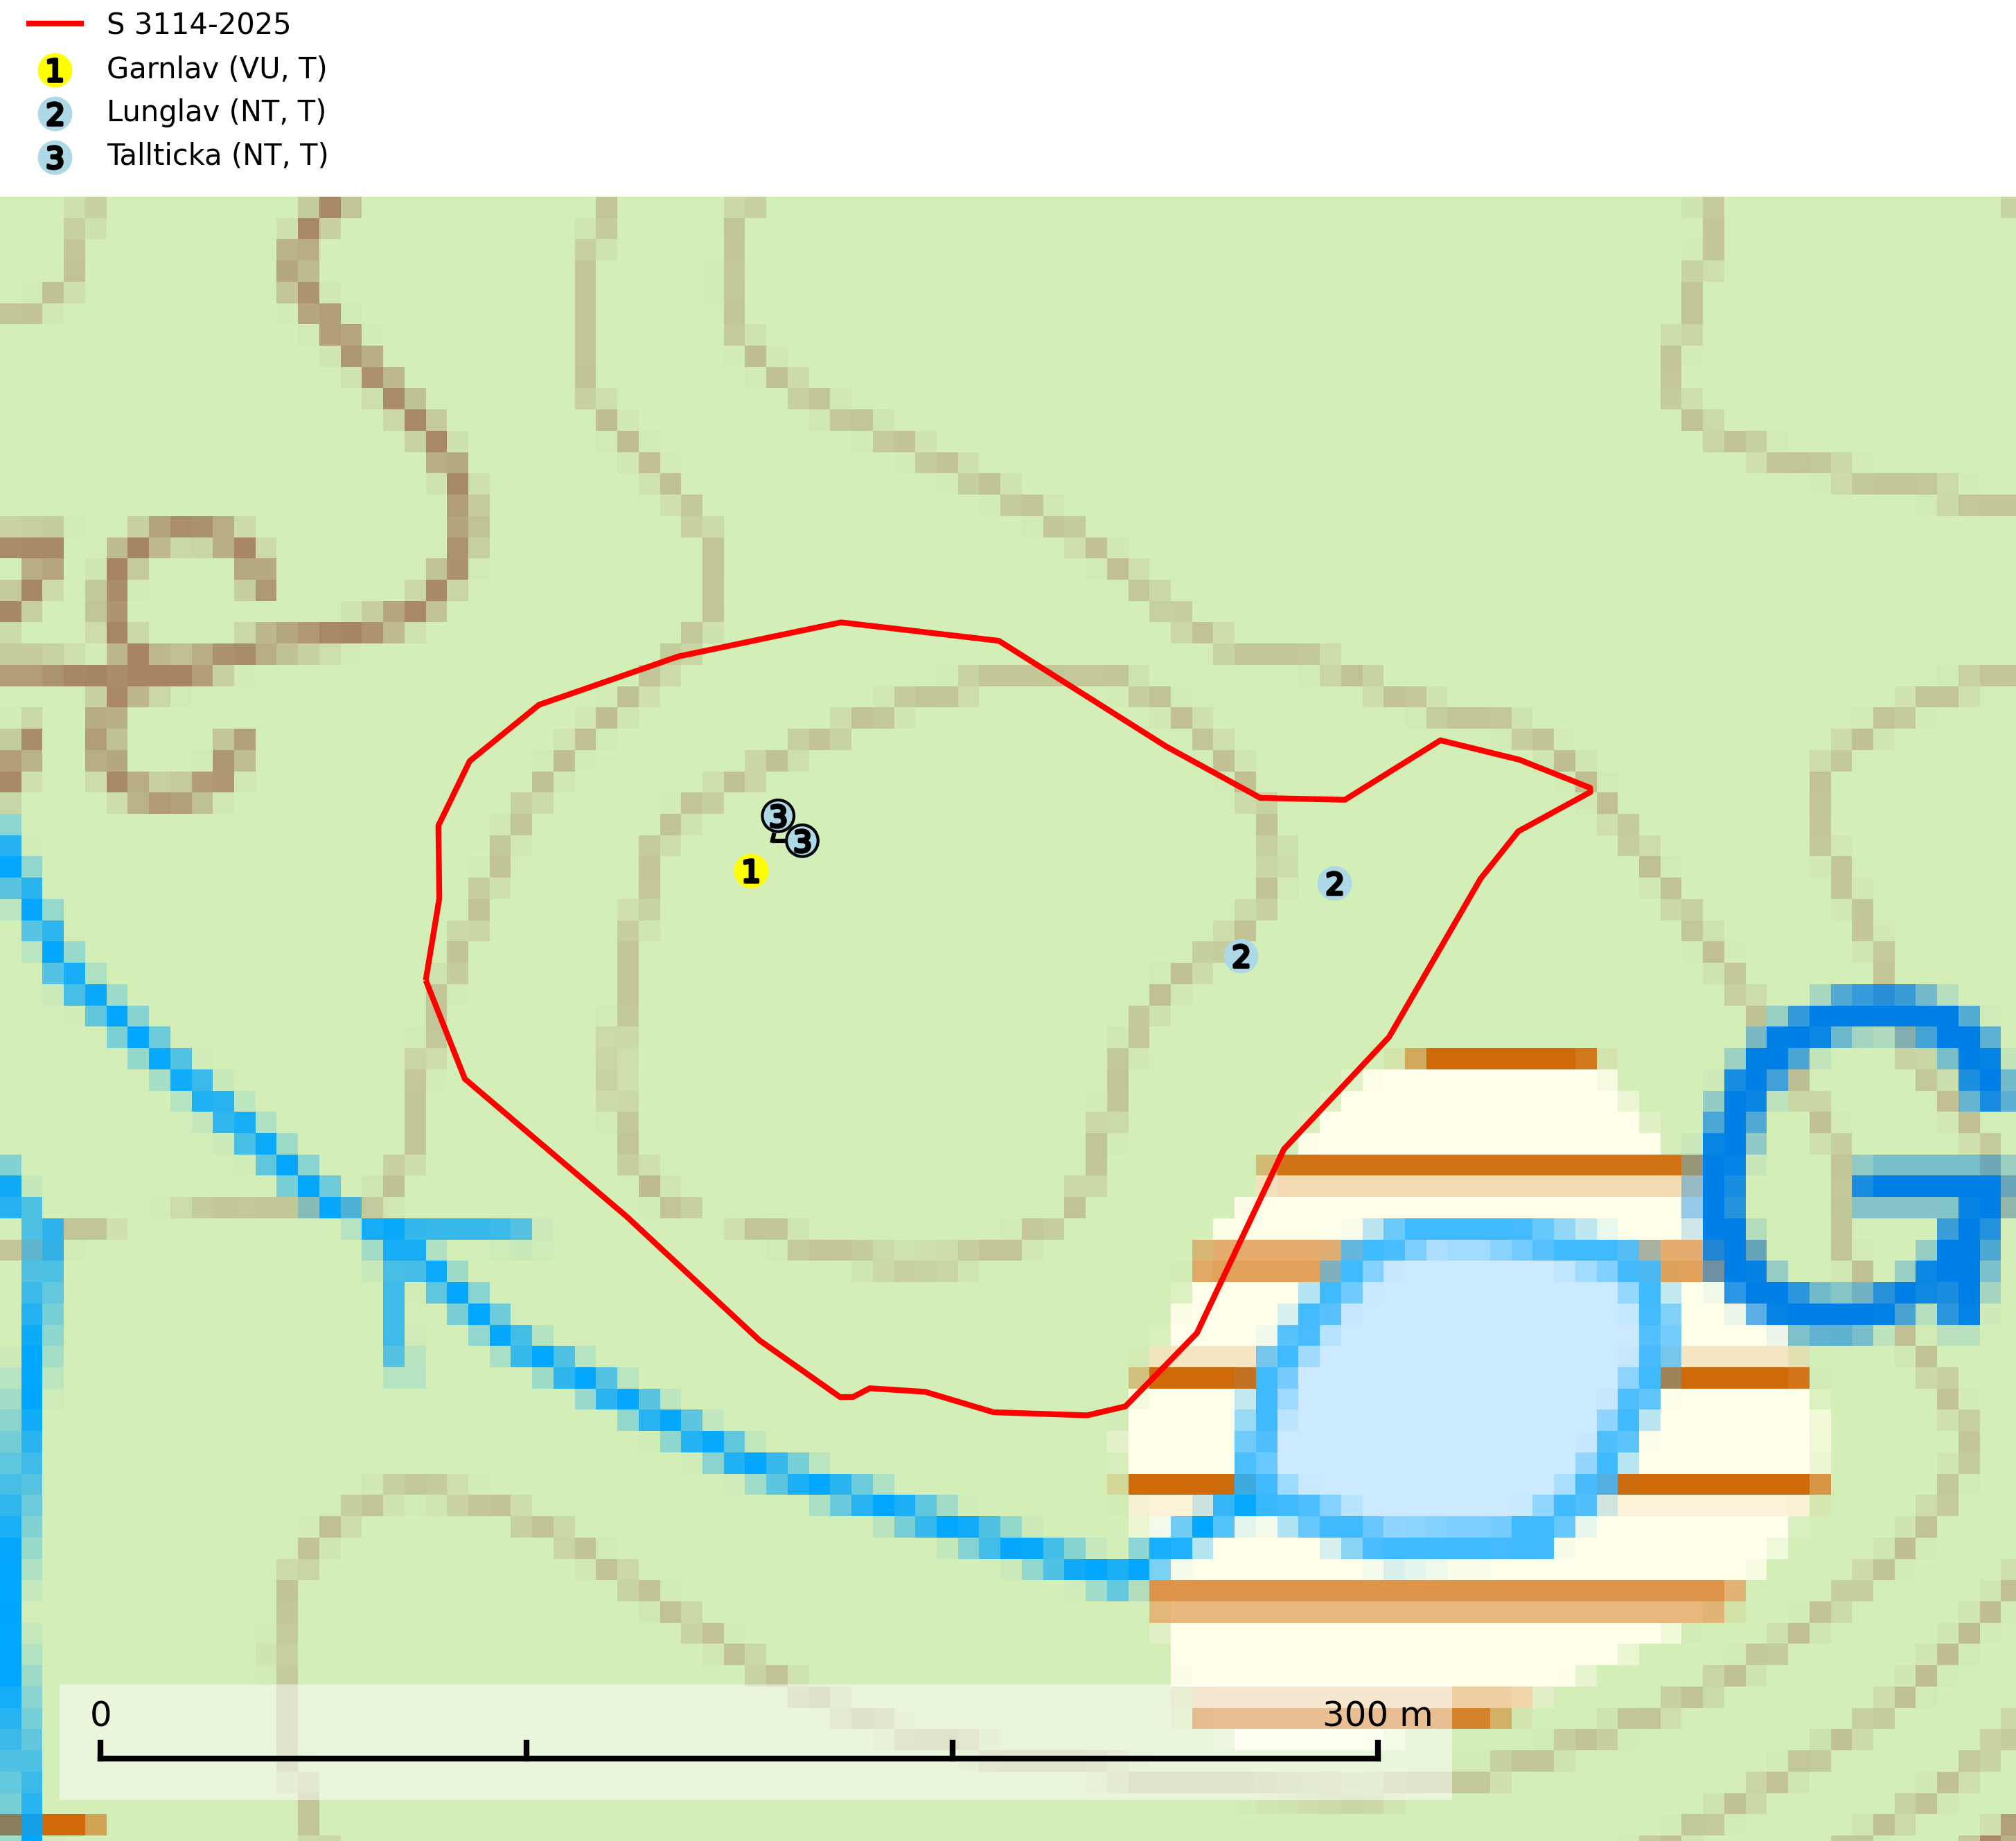 S 3114-2025
1 Garnlav (VU, T)
2 Lunglav (NT, T)
3 Tallticka (NT, T)
3
3
1
2
2
0 300 m